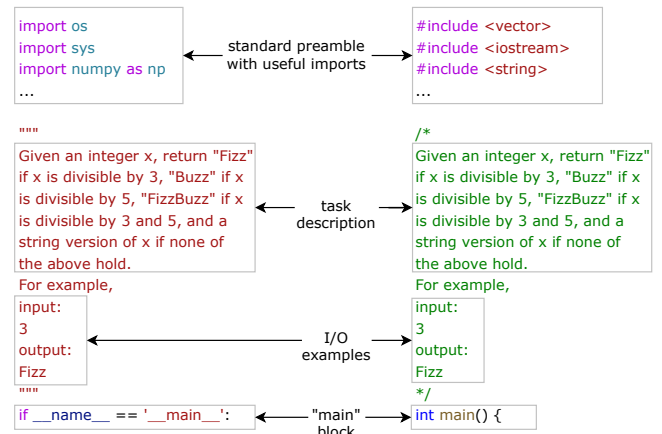 import os
import sys
import numpy as np
...
standard preamble
with useful imports
#include <vector>
#include <iostream>
#include <string>
...
"""
Given an integer x, return "Fizz"
if x is divisible by 3, "Buzz" if x
is divisible by 5, "FizzBuzz" if x
is divisible by 3 and 5, and a
string version of x if none of
the above hold.
For example,
input:
3
output:
Fizz
"""
if __name__ == '__main__':
task
description
I/O
examples
"main"
block
/*
Given an integer x, return "Fizz"
if x is divisible by 3, "Buzz" if x
is divisible by 5, "FizzBuzz" if x
is divisible by 3 and 5, and a
string version of x if none of
the above hold.
For example,
input:
3
output:
Fizz
*/
int main() {